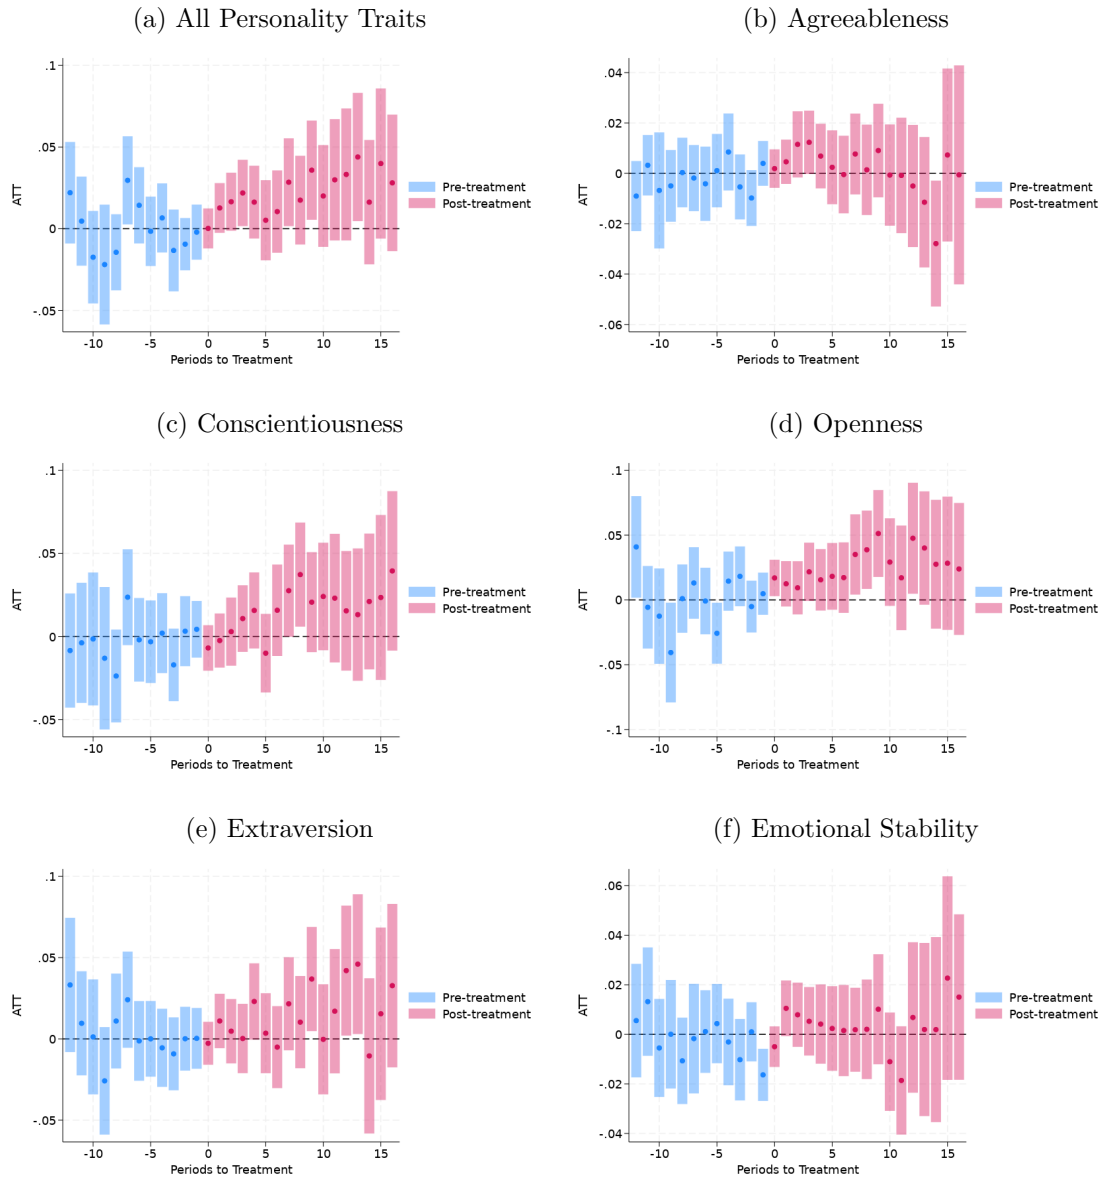 (a) All Personality Traits
.1
.05
0
-.05
ATT
-10 -5 0 5 10 15
Periods to Treatment
Pre-treatment
Post-treatment
(b) Agreeableness
.04
.02
0
-.02
-.04
-.06
ATT
-10 -5 0 5 10 15
Periods to Treatment
Pre-treatment
Post-treatment
(c) Conscientiousness
.1
.05
0
-.05
ATT
-10 -5 0 5 10 15
Periods to Treatment
Pre-treatment
Post-treatment
(d) Openness
.1
.05
0
-.05
-.1
ATT
-10 -5 0 5 10 15
Periods to Treatment
Pre-treatment
Post-treatment
(e) Extraversion
.1
.05
0
-.05
ATT
-10 -5 0 5 10 15
Periods to Treatment
Pre-treatment
Post-treatment
(f) Emotional Stability
.06
.04
.02
0
-.02
-.04
ATT
-10 -5 0 5 10 15
Periods to Treatment
Pre-treatment
Post-treatment